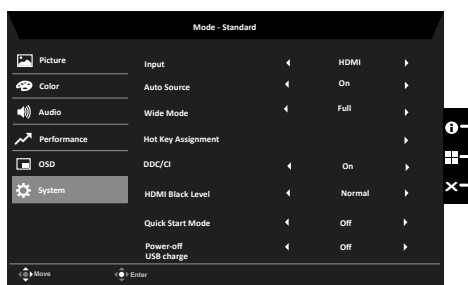 Mode - Standard
Picture
Color
Audio
Performance
OSD
System
Input HDMI
Auto Source On
Wide Mode Full
Hot Key Assignment
DDC/CI On
HDMI Black Level Normal
Quick Start Mode Off
Power-off Off
USB charge
Move Enter